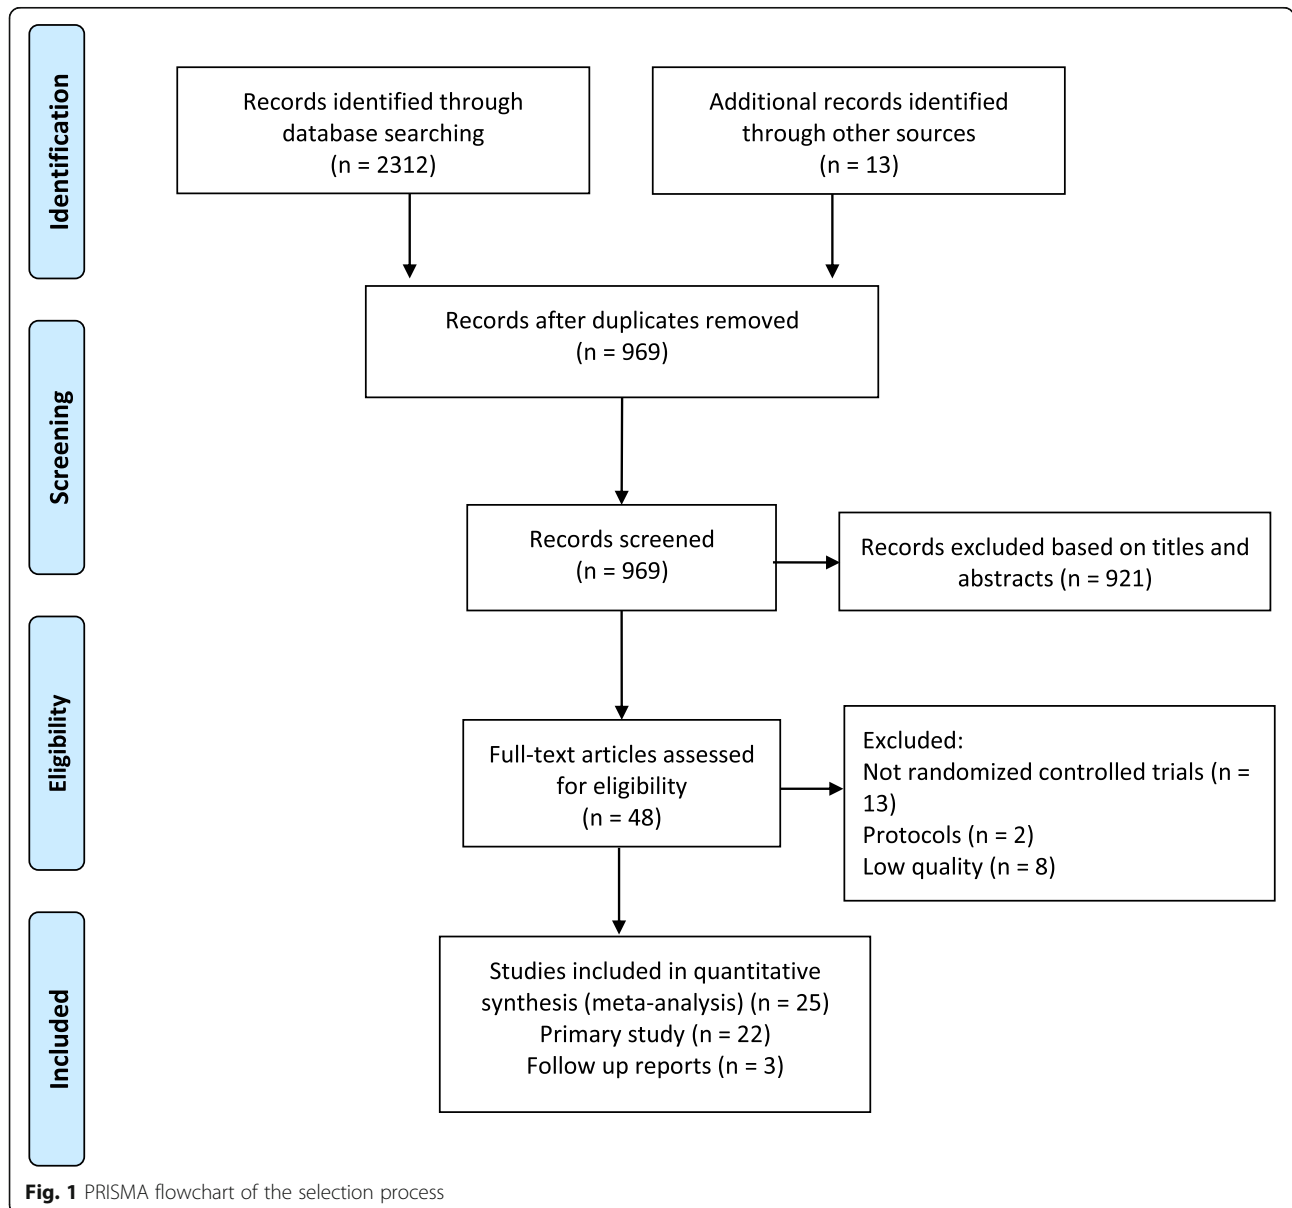 Identification
Records identified through
database searching
(n = 2312)
Additional records identified
through other sources
(n = 13)
Records after duplicates removed
(n = 969)
Screening
Records screened
(n = 969)
Records excluded based on titles and
abstracts (n = 921)
Eligibility
Full-text articles assessed
for eligibility
(n = 48)
Excluded:
Not randomized controlled trials (n =
13)
Protocols (n = 2)
Low quality (n = 8)
Included
Studies included in quantitative
synthesis (meta-analysis) (n = 25)
Primary study (n = 22)
Follow up reports (n = 3)
Fig. 1 PRISMA flowchart of the selection process